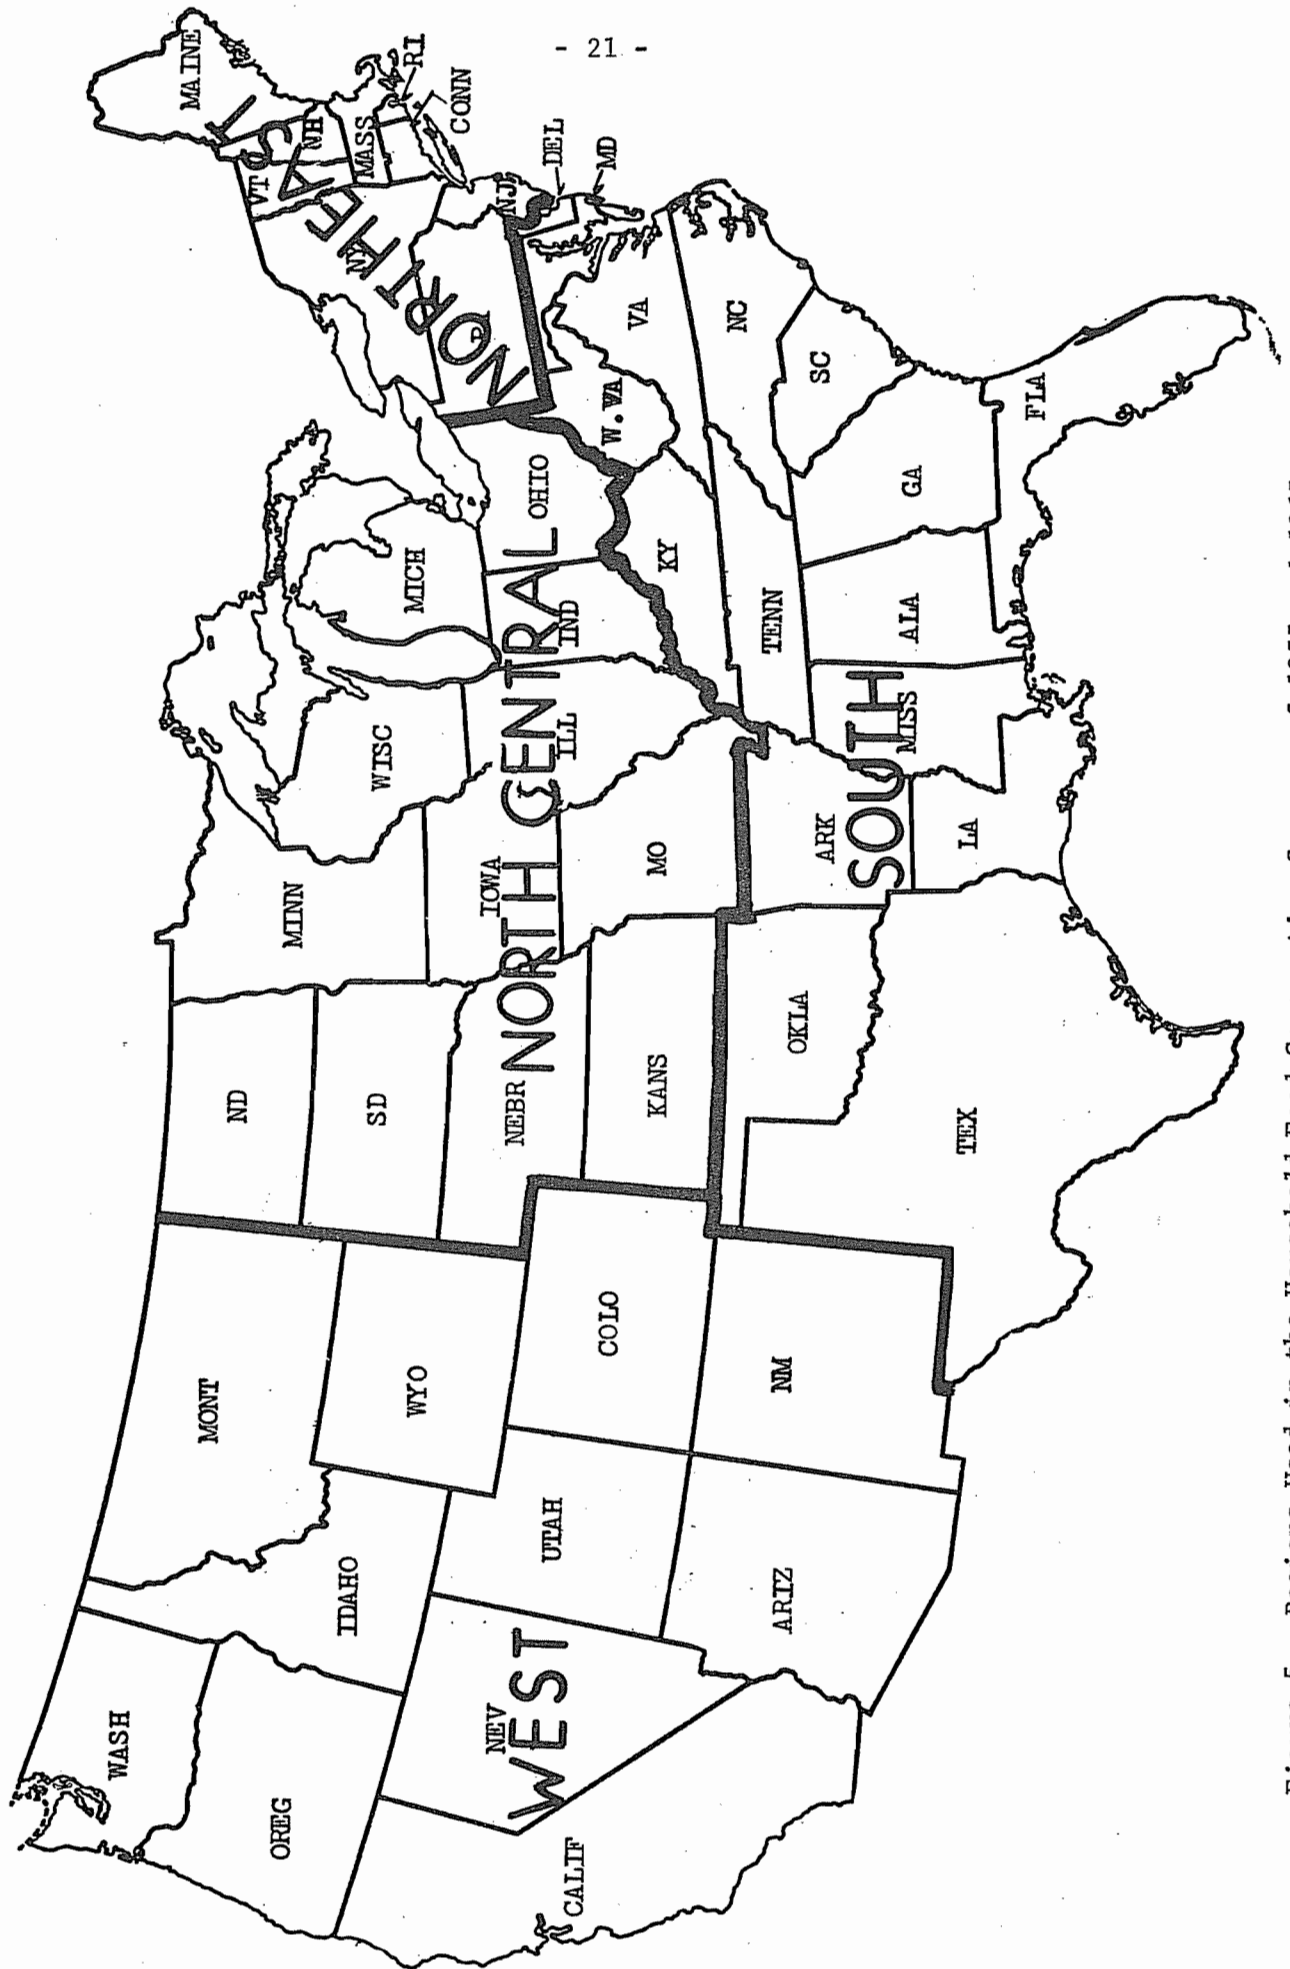 - 21 -
WASH
OREG
CALIF
NEV
IDAHO
MONT
WYO
UTAH
COLO
ARIZ
NM
WEST
ND
SD
NEBR
KANS
MINN
IOWA
MO
WISC
ILL
MICH
IND
OHIO
NORTH CENTRAL
OKLA
TEX
ARK
LA
MISS
ALA
TENN
KY
GA
FLA
SC
NC
VA
W.VA
MD
DEL
SOUTH
NJ
NY
CONN
RI
MASS
VT
NH
MAINE
NORTHEAST